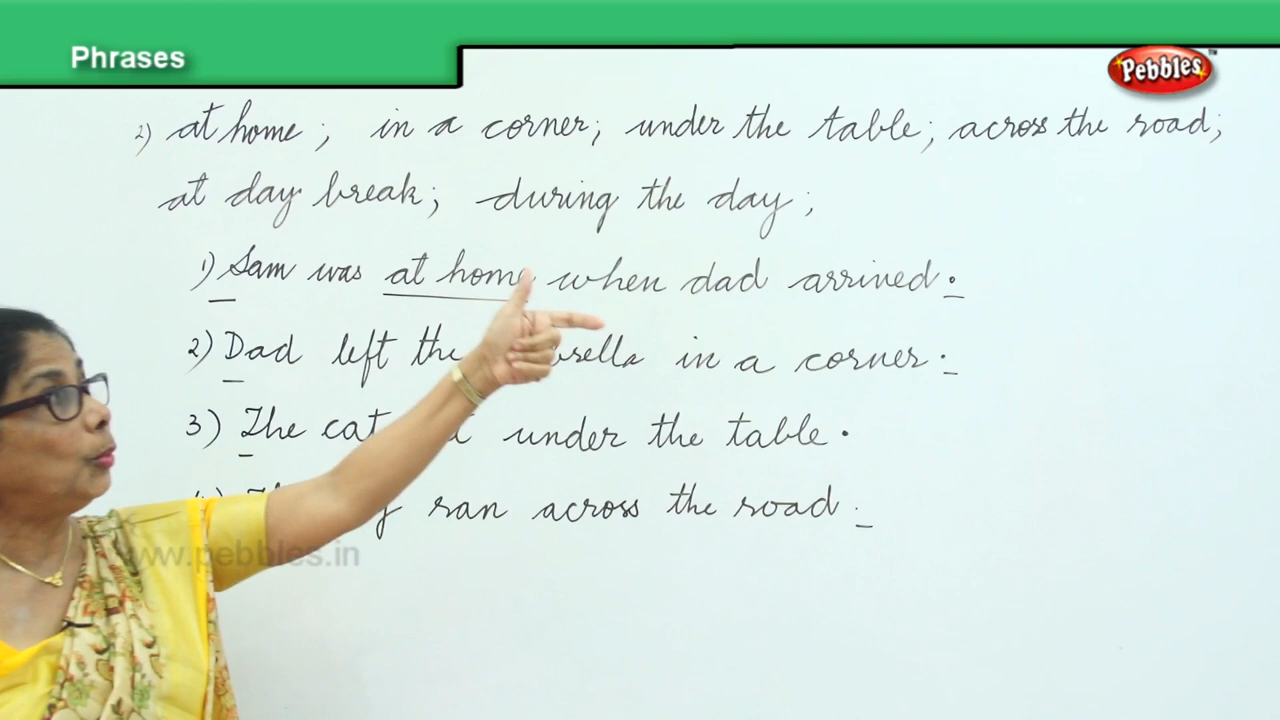 Phrases
Pebbles™
2) at home; in a corner; under the table; across the road;
at day break; during the day;
1) Sam was at home when dad arrived.
2) Dad left the in a corner.
3) The cat under the table.
ran across the road.
www.pebbles.in